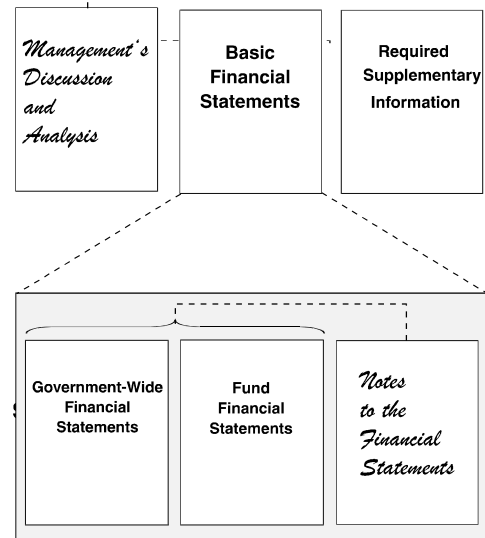 Management's
Discussion
and
Analysis
Basic
Financial
Statements
Required
Supplementary
Information
Government-Wide
Financial
Statements
Fund
Financial
Statements
Notes
to the
Financial
Statements